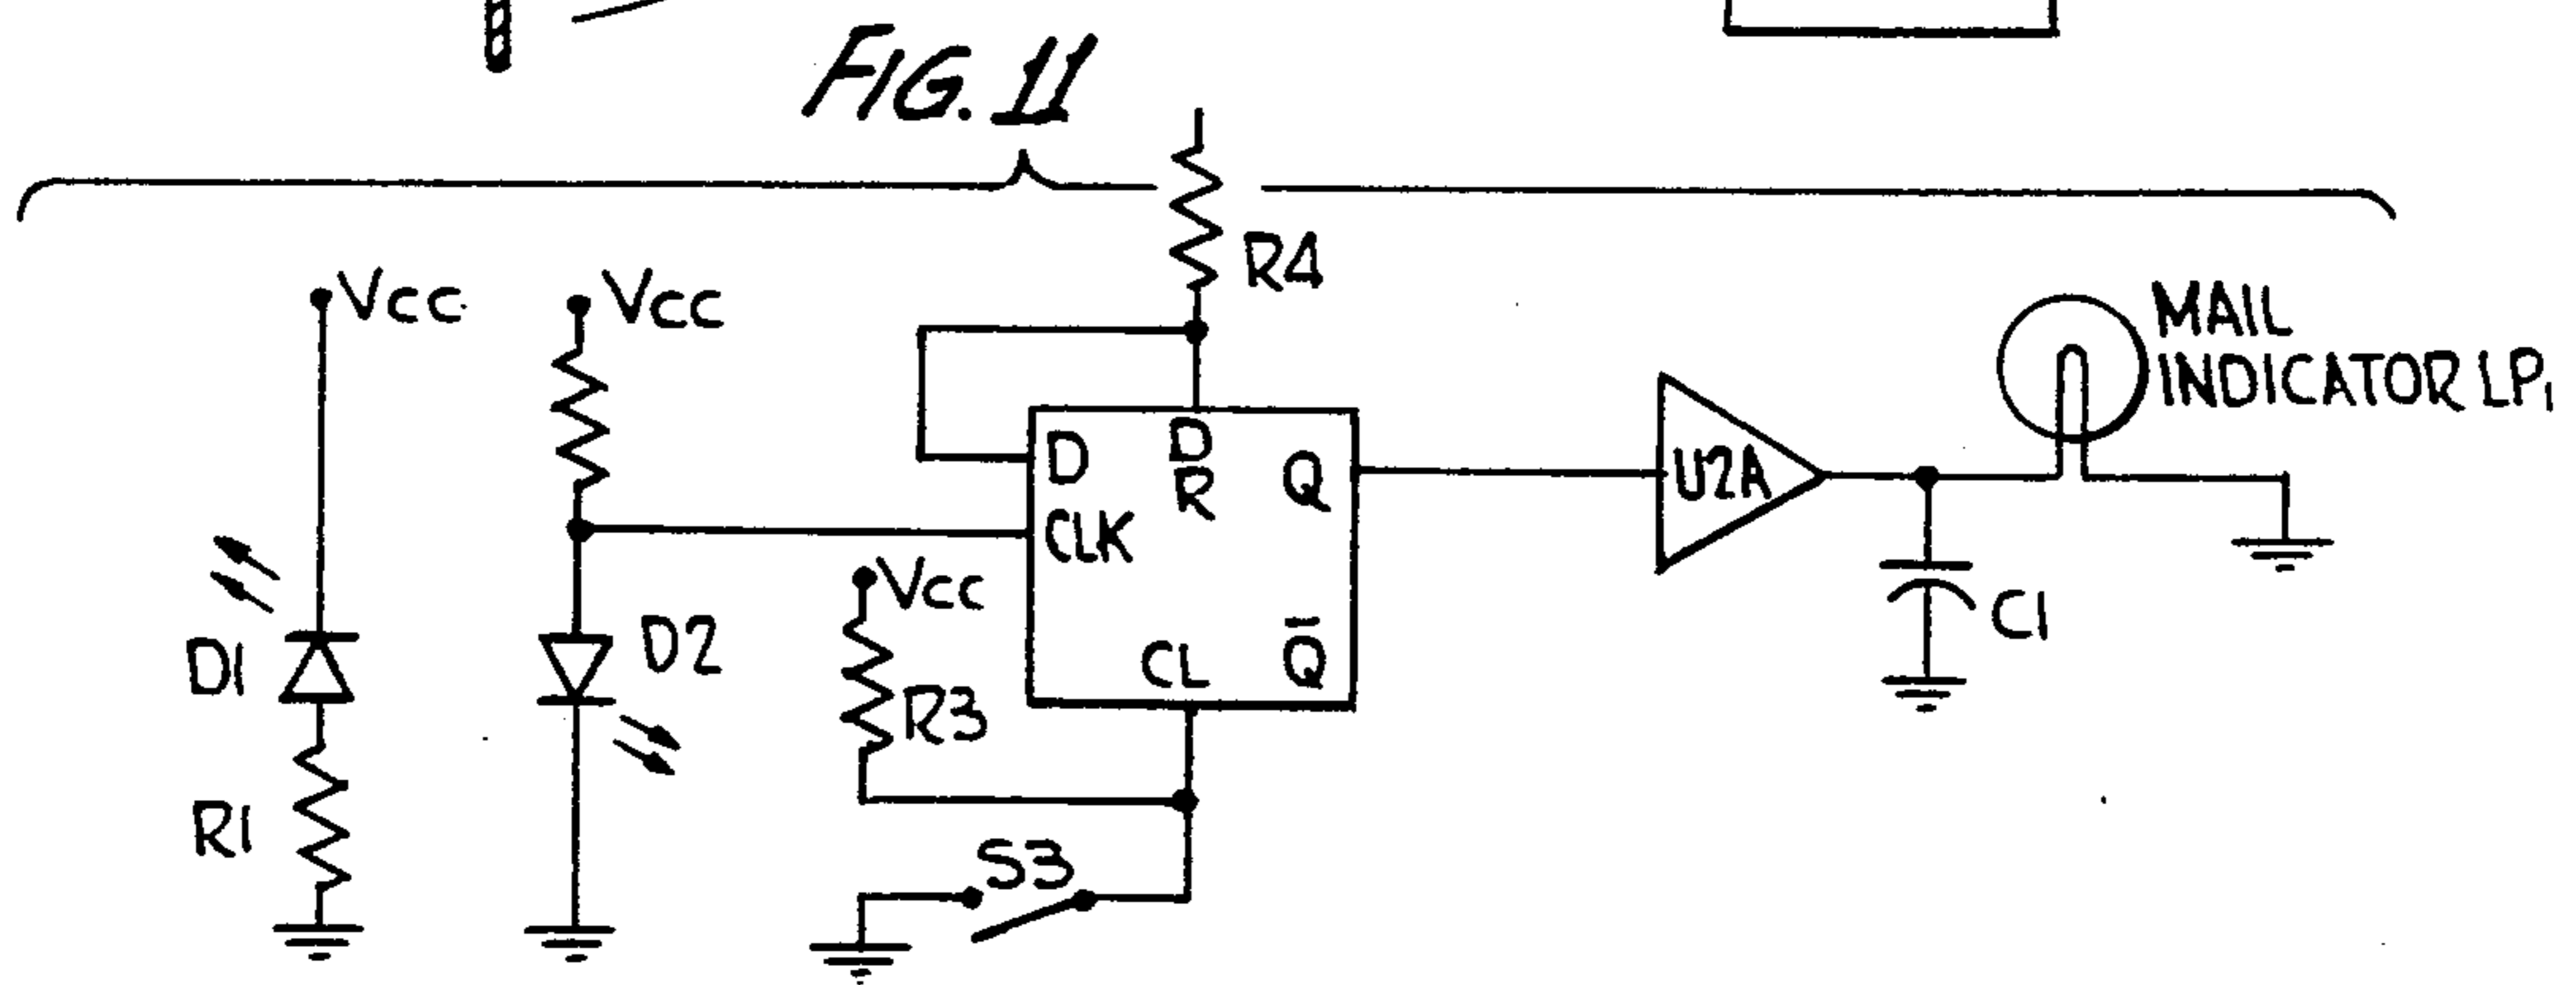 FIG. 11
R4
Vcc
Vcc
MAIL
INDICATOR LP1
D
D
R
Q
U2A
CLK
Vcc
C1
D1
D2
CL
Q̅
R3
R1
S3